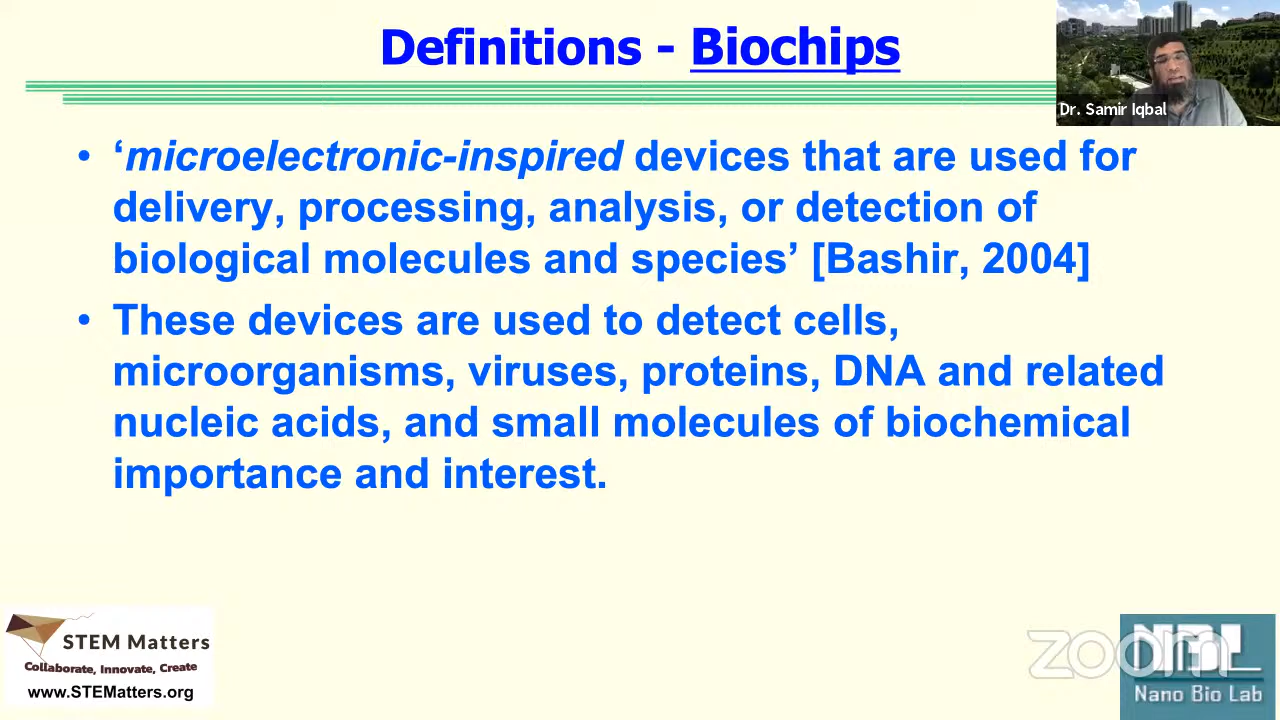 Definitions - Biochips
Dr. Samir Iqbal
• ‘microelectronic-inspired devices that are used for
delivery, processing, analysis, or detection of
biological molecules and species’ [Bashir, 2004]
• These devices are used to detect cells,
microorganisms, viruses, proteins, DNA and related
nucleic acids, and small molecules of biochemical
importance and interest.
STEM Matters
Collaborate, Innovate, Create
www.STEMatters.org
zoom
NBL
Nano Bio Lab